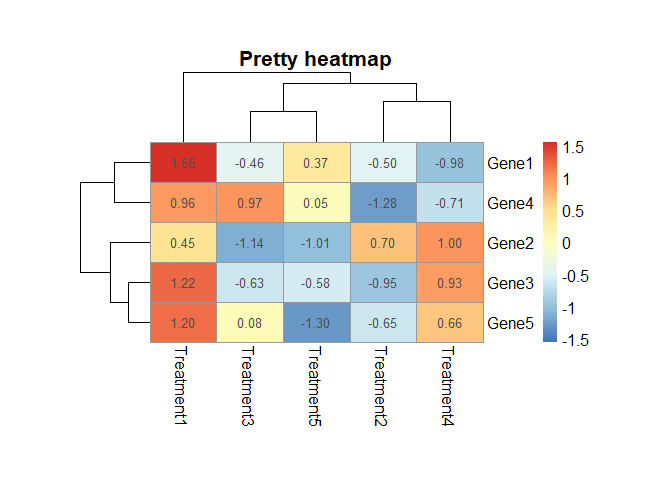 Pretty heatmap
1.56 -0.46 0.37 -0.50 -0.98 Gene1
0.96 0.97 0.05 -1.28 -0.71 Gene4
0.45 -1.14 -1.01 0.70 1.00 Gene2
1.22 -0.63 -0.58 -0.95 0.93 Gene3
1.20 0.08 -1.30 -0.65 0.66 Gene5
Treatment1
Treatment3
Treatment5
Treatment2
Treatment4
1.5
1
0.5
0
-0.5
-1
-1.5